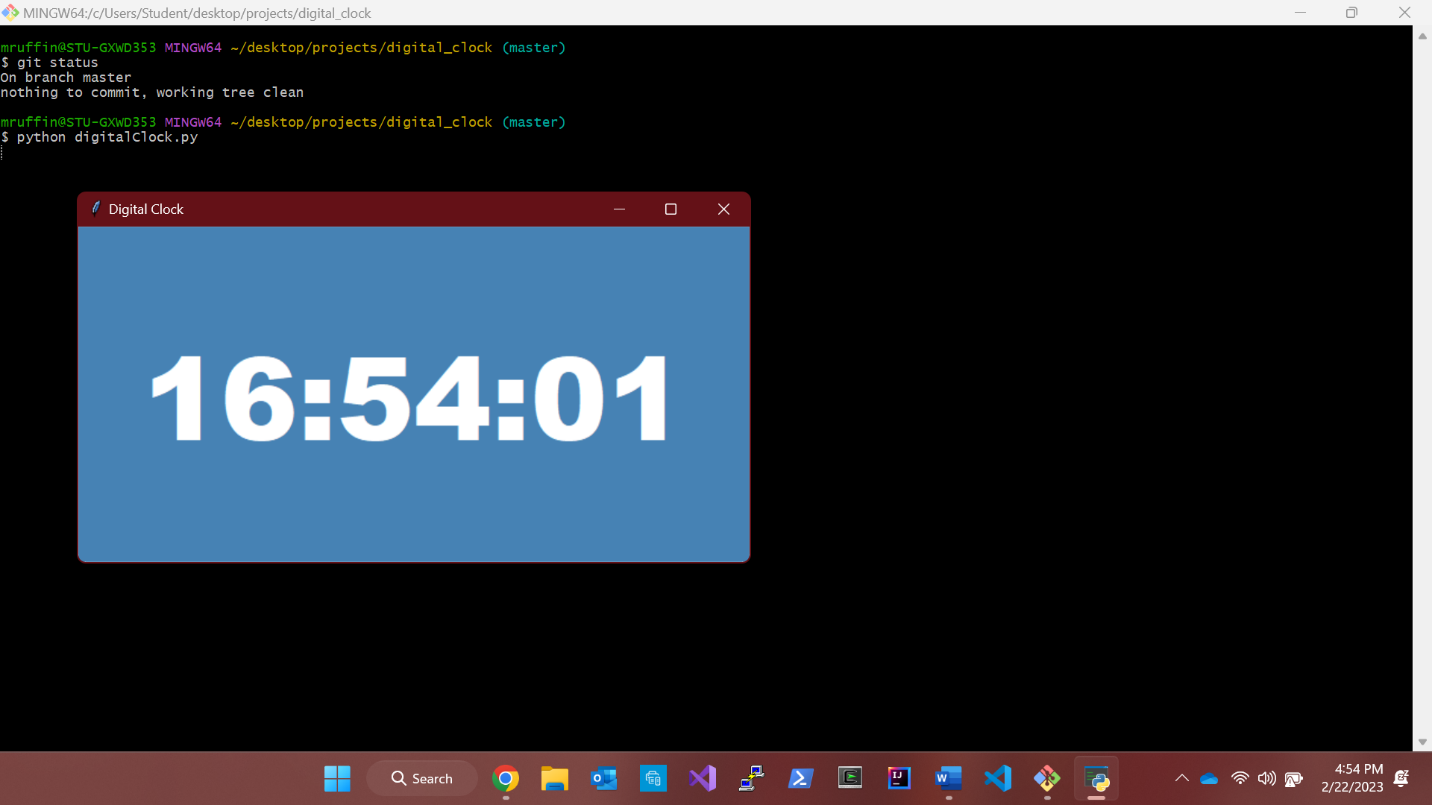 MINGW64:/c/Users/Student/desktop/projects/digital_clock
mruffin@STU-GXWD353 MINGW64 ~/desktop/projects/digital_clock (master)
$ git status
On branch master
nothing to commit, working tree clean
mruffin@STU-GXWD353 MINGW64 ~/desktop/projects/digital_clock (master)
$ python digitalClock.py
Digital Clock
16:54:01
Search
4:54 PM
2/22/2023